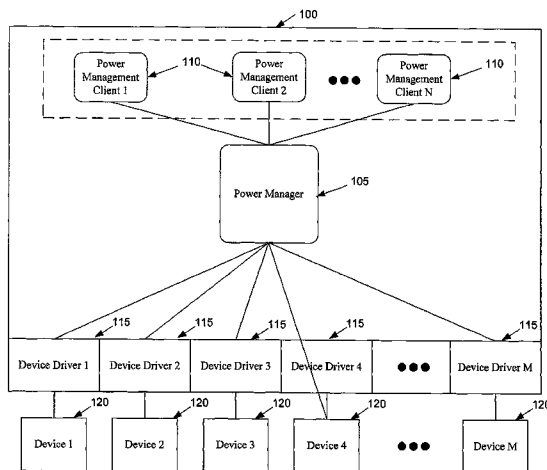 100
Power
Management
Client 1
110
Power
Management
Client 2
Power
Management
Client N
110
Power Manager
105
115
115
115
115
115
Device Driver 1
Device Driver 2
Device Driver 3
Device Driver 4
Device Driver M
120
120
120
120
120
Device 1
Device 2
Device 3
Device 4
Device M